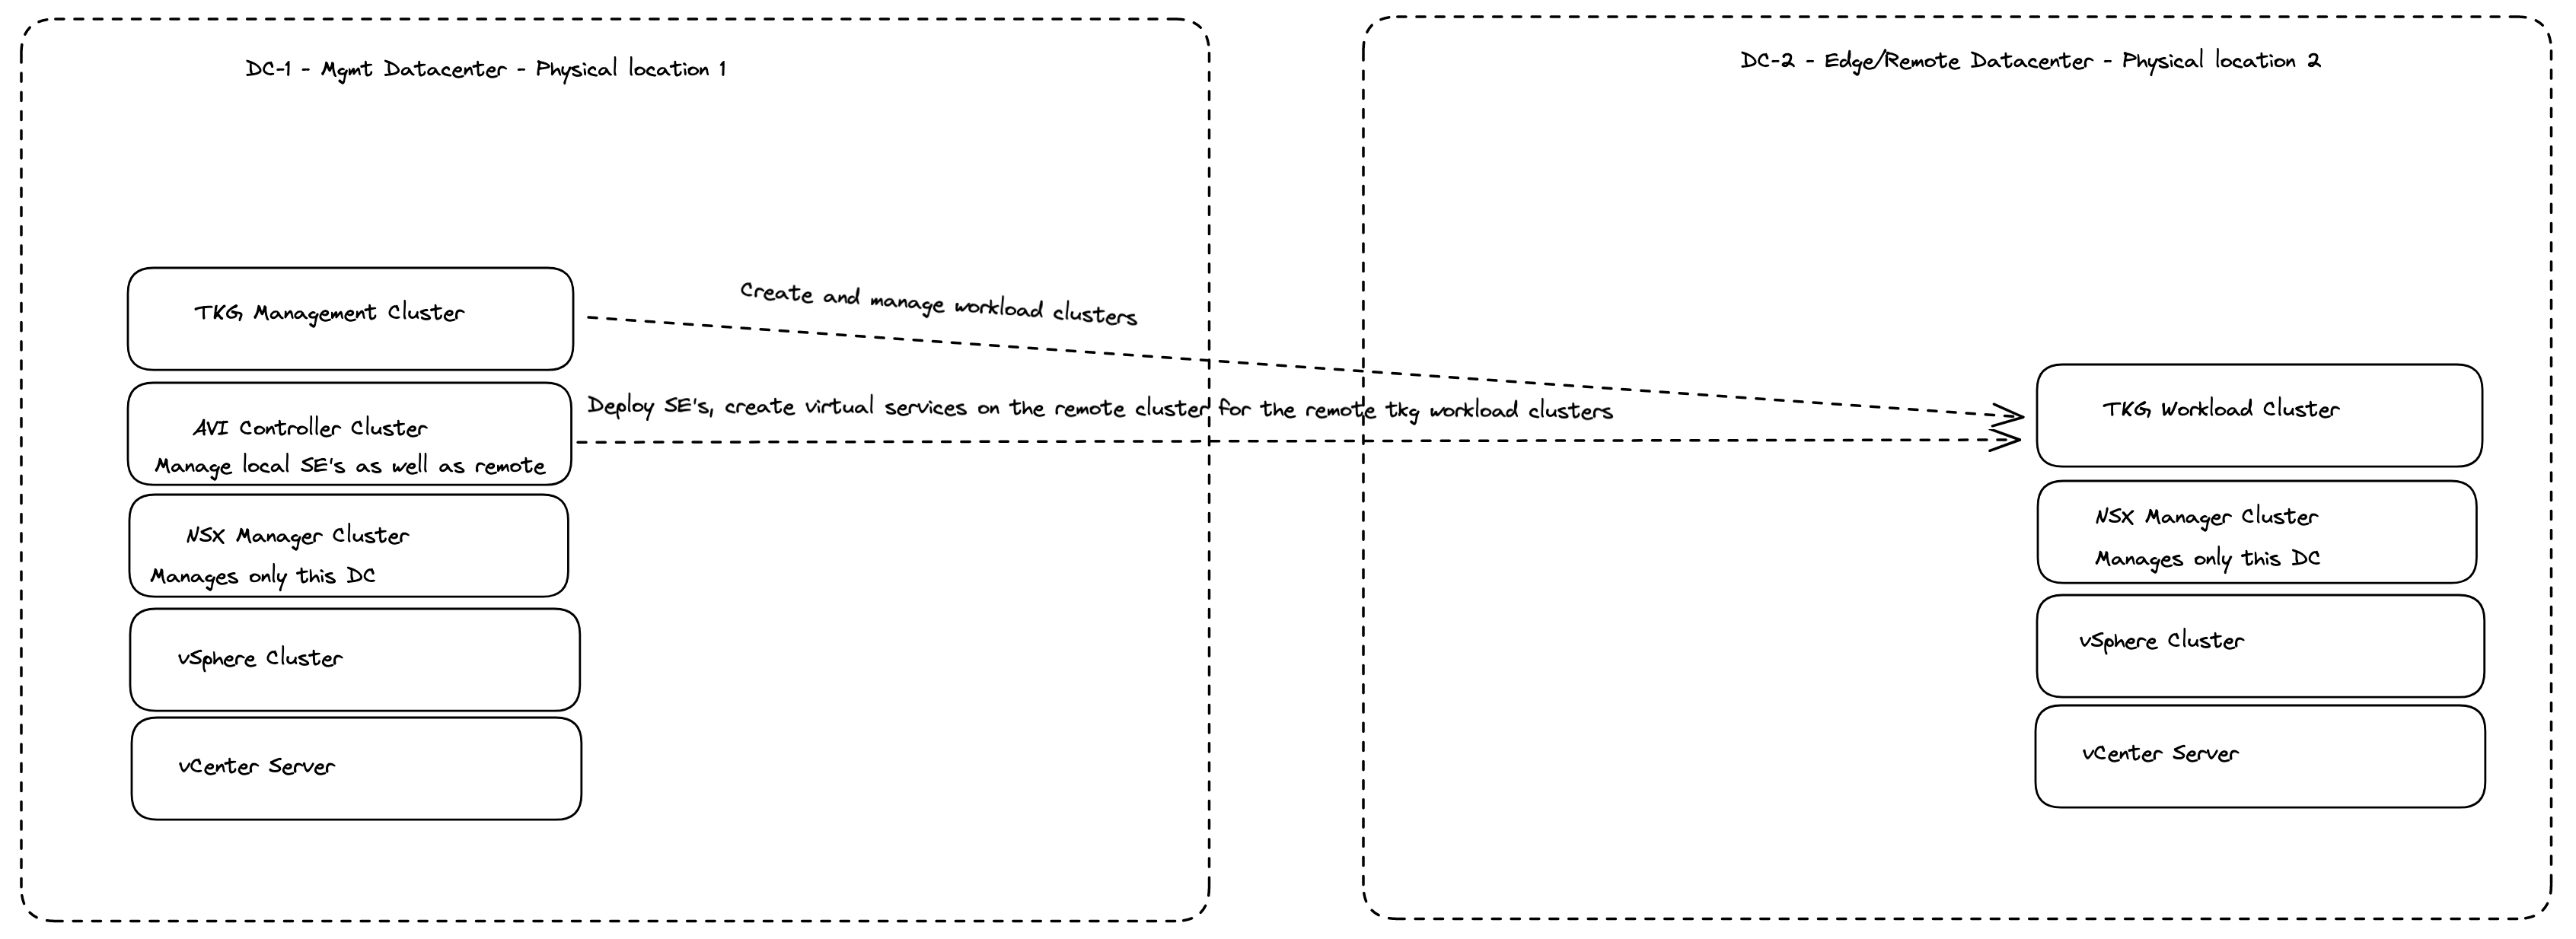 DC-1 - Mgmt Datacenter - Physical location 1
TKG Management Cluster
Create and manage workload clusters
AVI Controller Cluster
Manage local SE's as well as remote
Deploy SE's, create virtual services on the remote cluster for the remote tkg workload clusters
NSX Manager Cluster
Manages only this DC
vSphere Cluster
vCenter Server
DC-2 - Edge/Remote Datacenter - Physical location 2
TKG Workload Cluster
NSX Manager Cluster
Manages only this DC
vSphere Cluster
vCenter Server